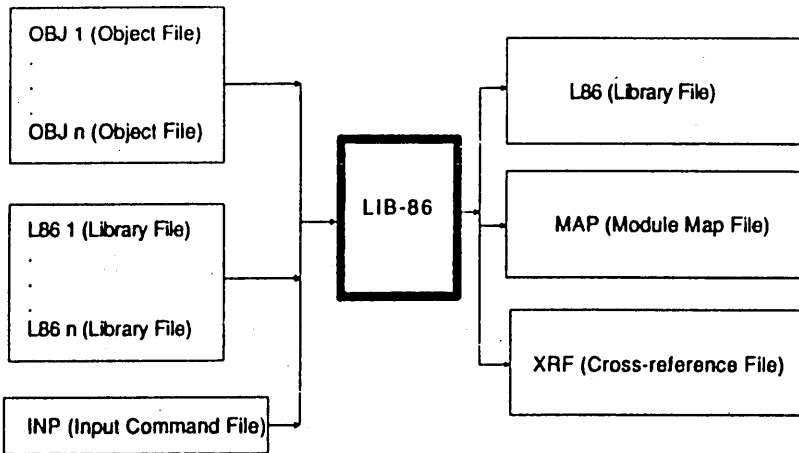 OBJ 1 (Object File)
.
.
.
OBJ n (Object File)
L86 1 (Library File)
.
.
.
L86 n (Library File)
INP (Input Command File)
LIB-86
L86 (Library File)
MAP (Module Map File)
XRF (Cross-reference File)